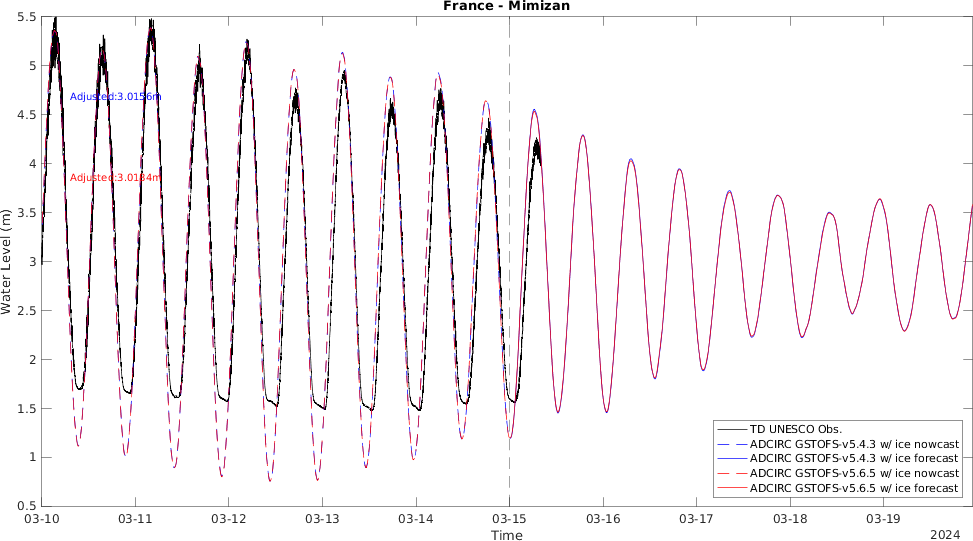 France - Mimizan
5.5
5
4.5
4
3.5
3
2.5
2
1.5
1
0.5
Water Level (m)
Adjusted:3.0156m
Adjusted:3.0134m
TD UNESCO Obs.
ADCIRC GSTOFS-v5.4.3 w/ ice nowcast
ADCIRC GSTOFS-v5.4.3 w/ ice forecast
ADCIRC GSTOFS-v5.6.5 w/ ice nowcast
ADCIRC GSTOFS-v5.6.5 w/ ice forecast
03-10 03-11 03-12 03-13 03-14 03-15 03-16 03-17 03-18 03-19
Time
2024